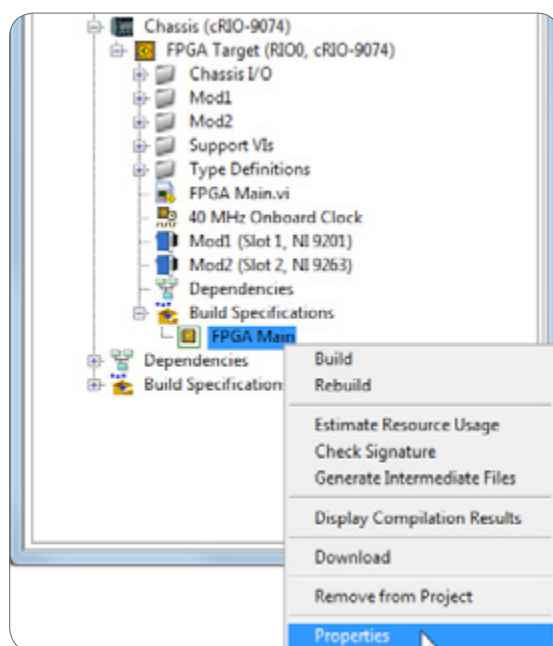 Chassis (cRIO-9074)
FPGA Target (RIO0, cRIO-9074)
Chassis I/O
Mod1
Mod2
Support VIs
Type Definitions
FPGA Main.vi
40 MHz Onboard Clock
Mod1 (Slot 1, NI 9201)
Mod2 (Slot 2, NI 9263)
Dependencies
Build Specifications
FPGA Main
Dependencies
Build Specification
Build
Rebuild
Estimate Resource Usage
Check Signature
Generate Intermediate Files
Display Compilation Results
Download
Remove from Project
Properties